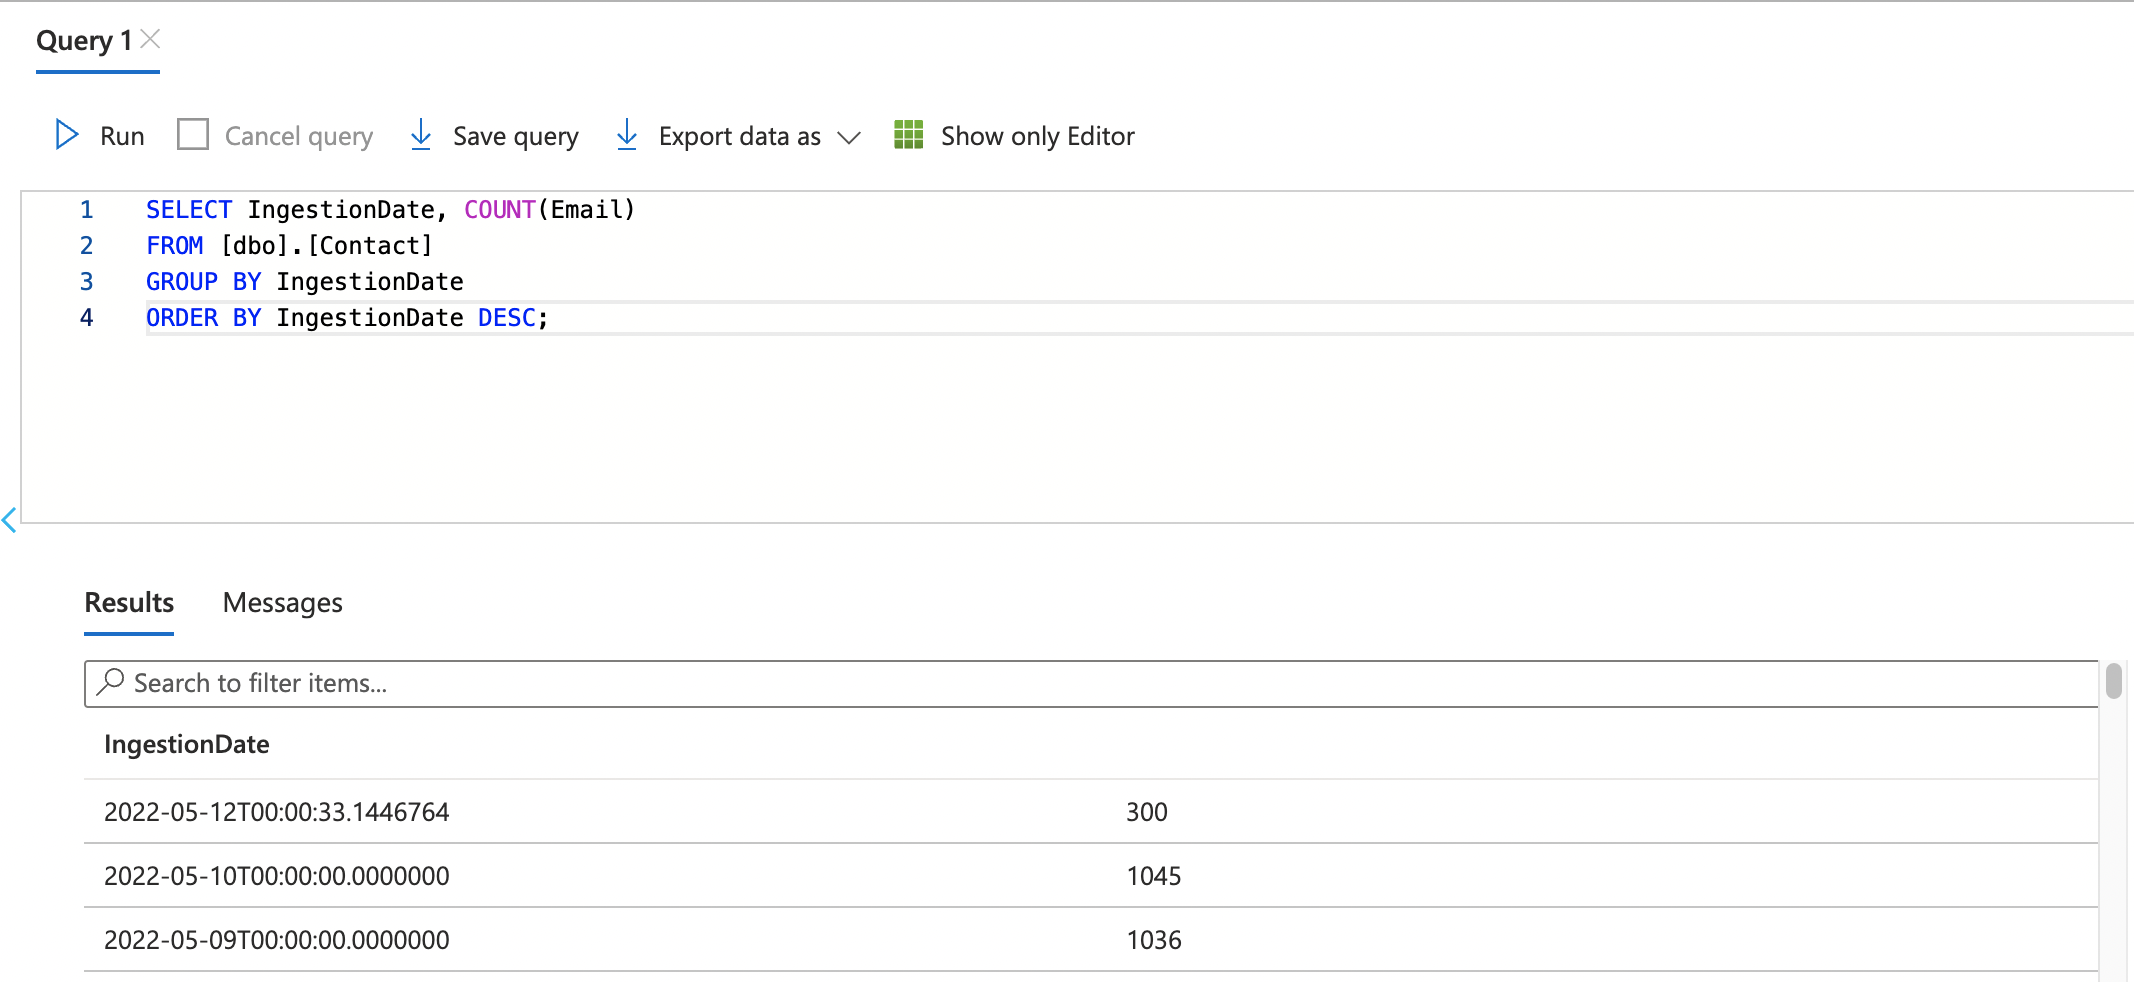 Query 1
Run Cancel query Save query Export data as Show only Editor
1 SELECT IngestionDate, COUNT(Email)
2 FROM [dbo].[Contact]
3 GROUP BY IngestionDate
4 ORDER BY IngestionDate DESC;
Results Messages
Search to filter items...
IngestionDate
2022-05-12T00:00:33.1446764 300
2022-05-10T00:00:00.0000000 1045
2022-05-09T00:00:00.0000000 1036